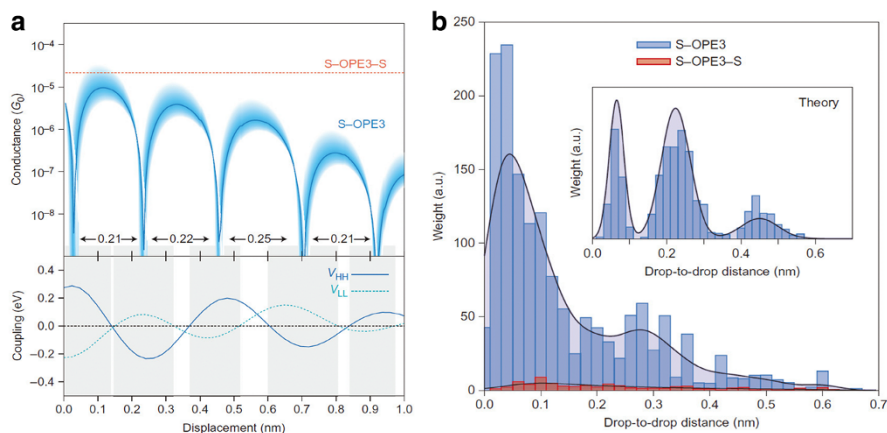 a
10⁻⁴
10⁻⁵
10⁻⁶
10⁻⁷
10⁻⁸
Conductance (G₀)
S–OPE3–S
S–OPE3
0.21
0.22
0.25
0.21
0.4
0.2
0.0
−0.2
−0.4
Coupling (eV)
V_HH
V_LL
0.0 0.1 0.2 0.3 0.4 0.5 0.6 0.7 0.8 0.9 1.0
Displacement (nm)
b
250
200
150
100
50
0
Weight (a.u.)
S–OPE3
S–OPE3–S
Theory
Weight (a.u.)
0.0 0.2 0.4 0.6
Drop-to-drop distance (nm)
0.0 0.1 0.2 0.3 0.4 0.5 0.6 0.7
Drop-to-drop distance (nm)